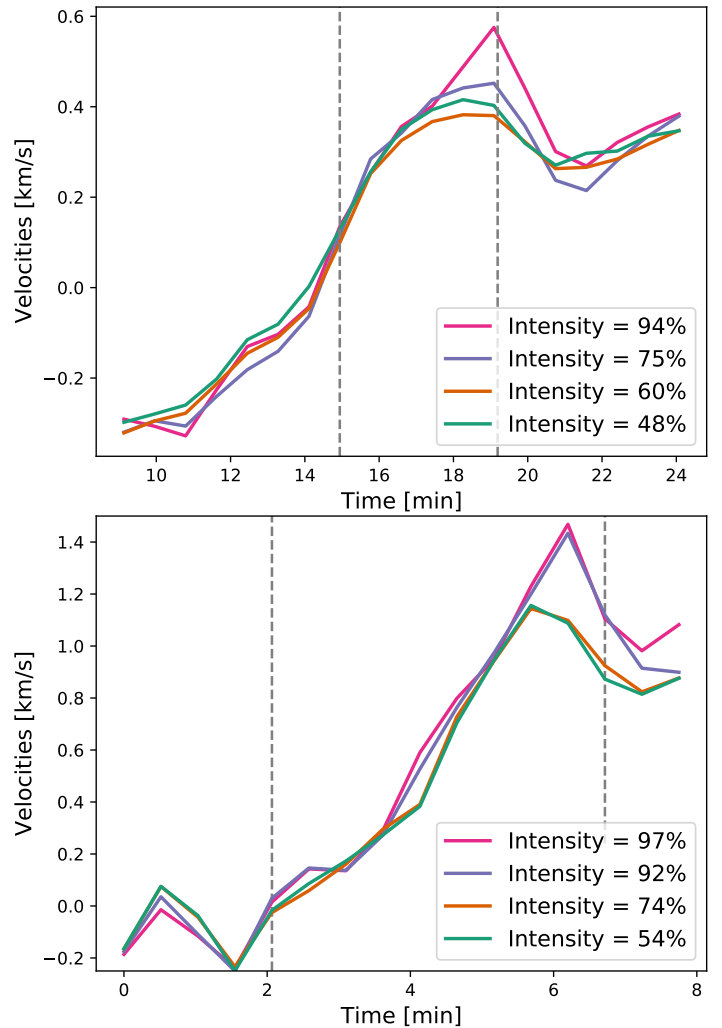 0.6
0.4
0.2
0.0
−0.2
Velocities [km/s]
Intensity = 94%
Intensity = 75%
Intensity = 60%
Intensity = 48%
10 12 14 16 18 20 22 24
Time [min]
1.4
1.2
1.0
0.8
0.6
0.4
0.2
0.0
−0.2
Velocities [km/s]
Intensity = 97%
Intensity = 92%
Intensity = 74%
Intensity = 54%
0 2 4 6 8
Time [min]